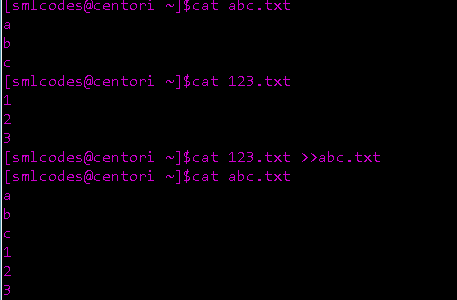 [smlcodes@centori ~]$cat abc.txt
a
b
c
[smlcodes@centori ~]$cat 123.txt
1
2
3
[smlcodes@centori ~]$cat 123.txt >>abc.txt
[smlcodes@centori ~]$cat abc.txt
a
b
c
1
2
3